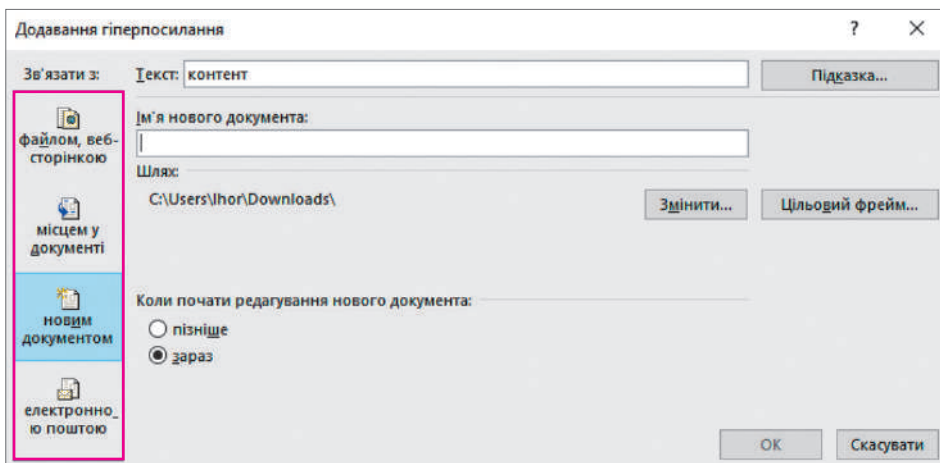 Додавання гіперпосилання ? ✕
Зв'язати з:
Текст: контент
Підказка...
файлом, веб-
сторінкою
місцем у
документі
новим
документом
електронно_
ю поштою
Ім'я нового документа:
Шлях:
C:\Users\Ihor\Downloads\
Змінити...
Цільовий фрейм...
Коли почати редагування нового документа:
пізніше
зараз
ОК
Скасувати